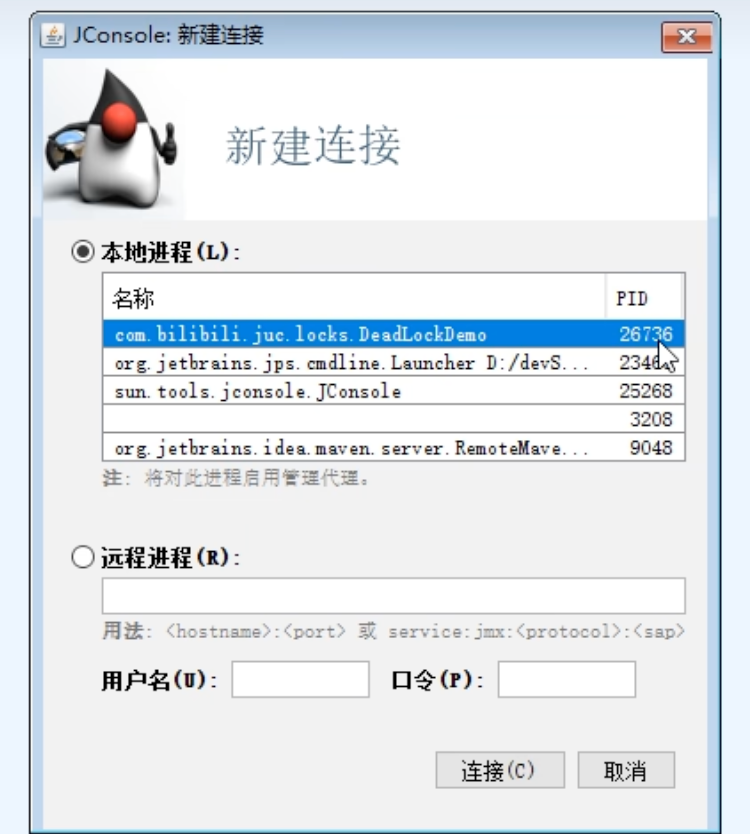 JConsole: 新建连接
新建连接
本地进程(L):
名称 PID
com.bilibili.juc.locks.DeadLockDemo 26736
org.jetbrains.jps.cmdline.Launcher D:/devS...
sun.tools.jconsole.JConsole 25268
3208
org.jetbrains.idea.maven.server.RemoteMave... 9048
注: 将对此进程启用管理代理。
远程进程(R):
用法: <hostname>:<port> 或 service:jmx:<protocol>:<sap>
用户名(U): 口令(P):
连接(C) 取消